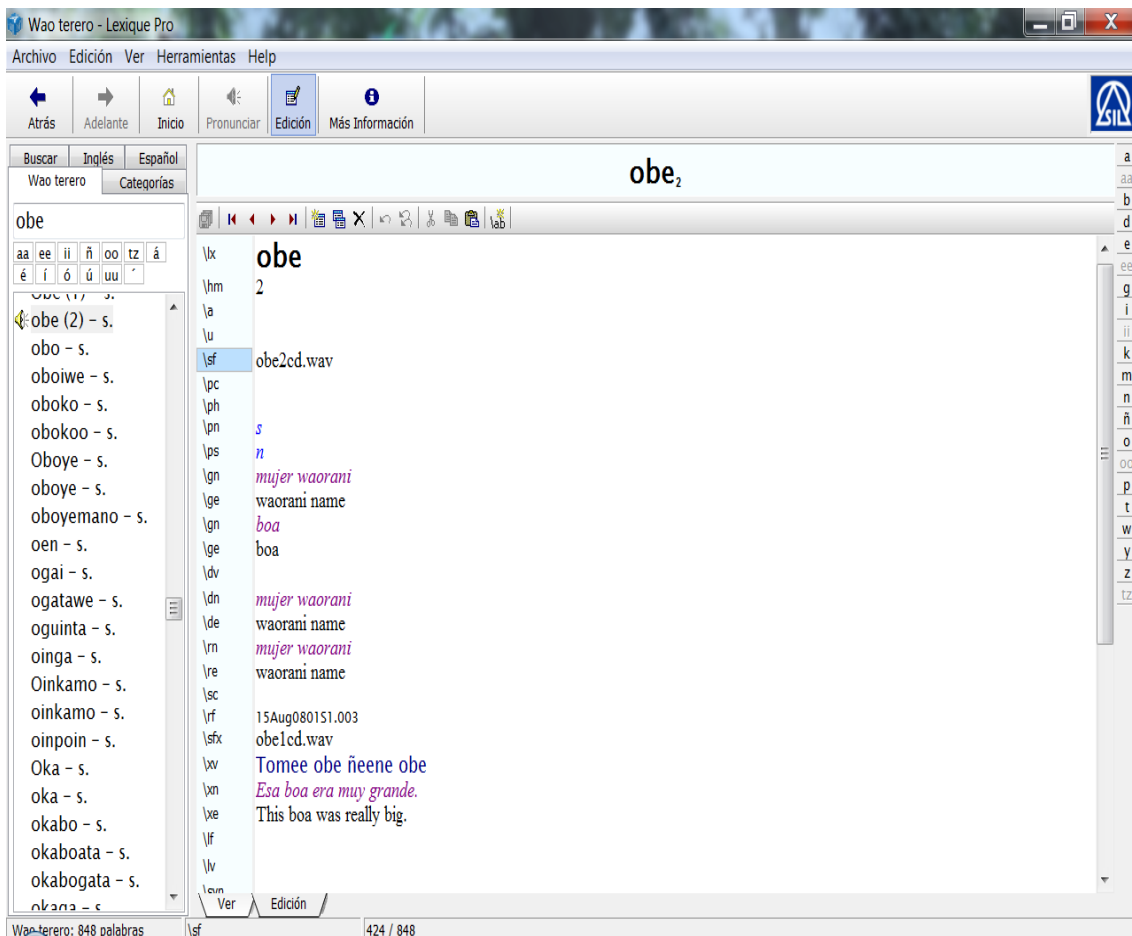 Wao terero - Lexique Pro
Archivo Edición Ver Herramientas Help
Atrás Adelante Inicio Pronunciar Edición Más Información
SIL
Buscar Inglés Español
Wao terero Categorías
obe
aa ee ii ñ oo tz á
é í ó ú uu ´
Obe (1) – s.
obe (2) – s.
obo – s.
oboiwe – s.
oboko – s.
obokoo – s.
Oboye – s.
oboye – s.
oboyemano – s.
oen – s.
ogai – s.
ogatawe – s.
oguinta – s.
oinga – s.
Oinkamo – s.
oinkamo – s.
oinpoin – s.
Oka – s.
oka – s.
okabo – s.
okaboata – s.
okabogata – s.
okaga – s
obe₂
\ab
\lx obe
\hm 2
\a
\u
\sf obe2cd.wav
\pc
\ph
\pn s
\ps n
\gn mujer waorani
\ge waorani name
\gn boa
\ge boa
\dv
\dn mujer waorani
\de waorani name
\rn mujer waorani
\re waorani name
\sc
\rf 15Aug0801S1.003
\sfx obe1cd.wav
\xv Tomee obe ñeene obe
\xn Esa boa era muy grande.
\xe This boa was really big.
\lf
\lv
\syn
Ver Edición
a
aa
b
d
e
ee
g
i
ii
k
m
n
ñ
o
oo
p
t
w
y
z
tz
Wao terero: 848 palabras \sf 424 / 848